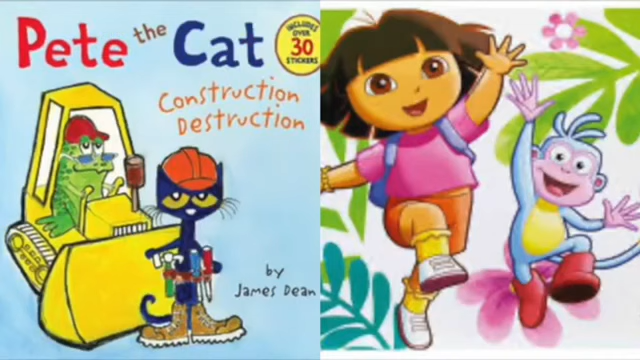 Pete the Cat
INCLUDES
OVER
30
STICKERS
Construction
Destruction
by
James Dean